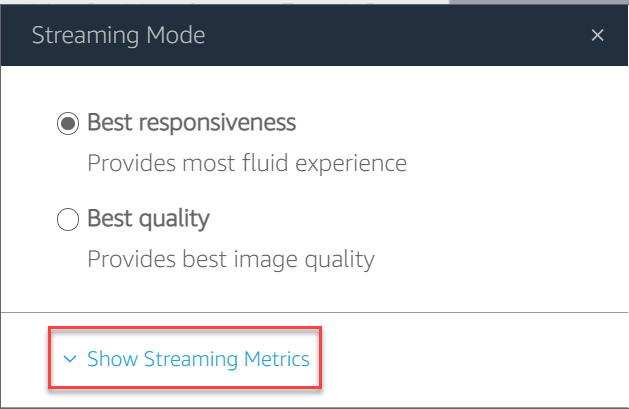 Streaming Mode
Best responsiveness
Provides most fluid experience
Best quality
Provides best image quality
Show Streaming Metrics